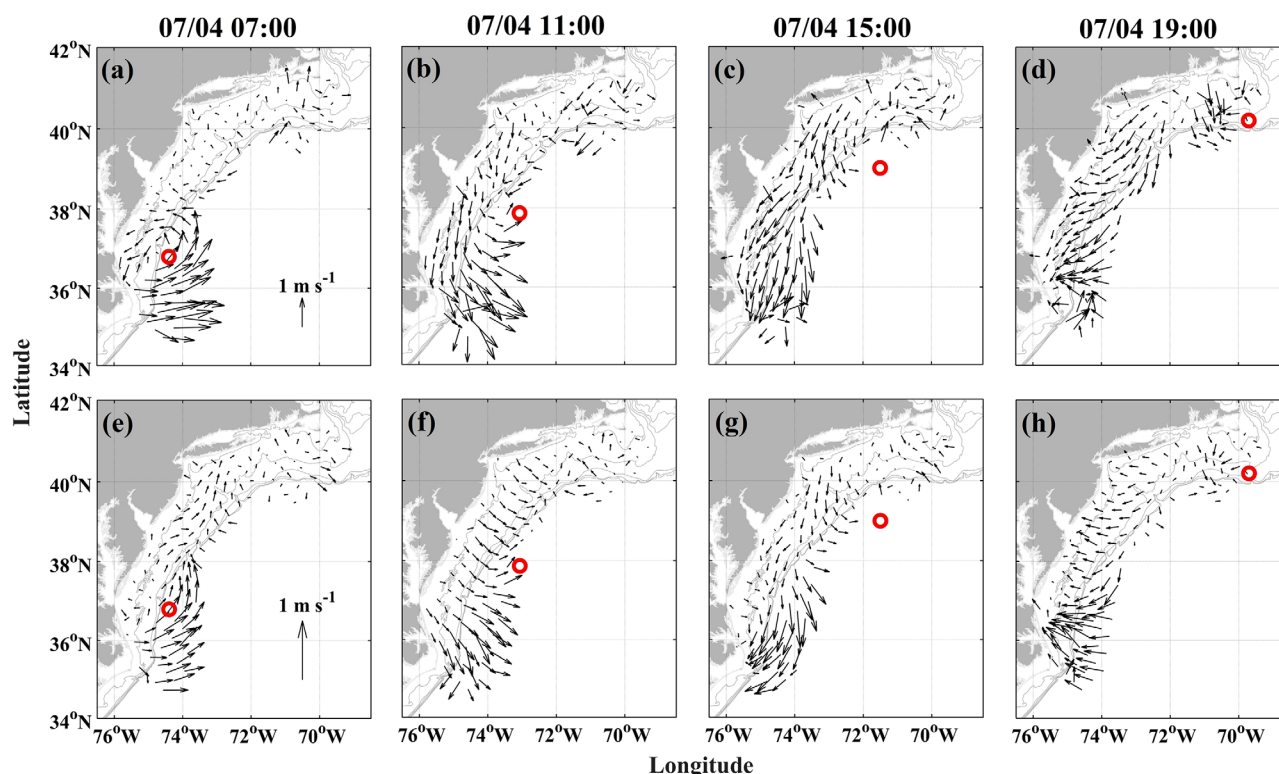 07/04 07:00 07/04 11:00 07/04 15:00 07/04 19:00
42°N (a) (b) (c) (d)
40°N
38°N
36°N
1 m s⁻¹
34°N
Latitude
42°N (e) (f) (g) (h)
40°N
38°N
1 m s⁻¹
36°N
34°N
76°W 74°W 72°W 70°W 76°W 74°W 72°W 70°W 76°W 74°W 72°W 70°W 76°W 74°W 72°W 70°W
Longitude